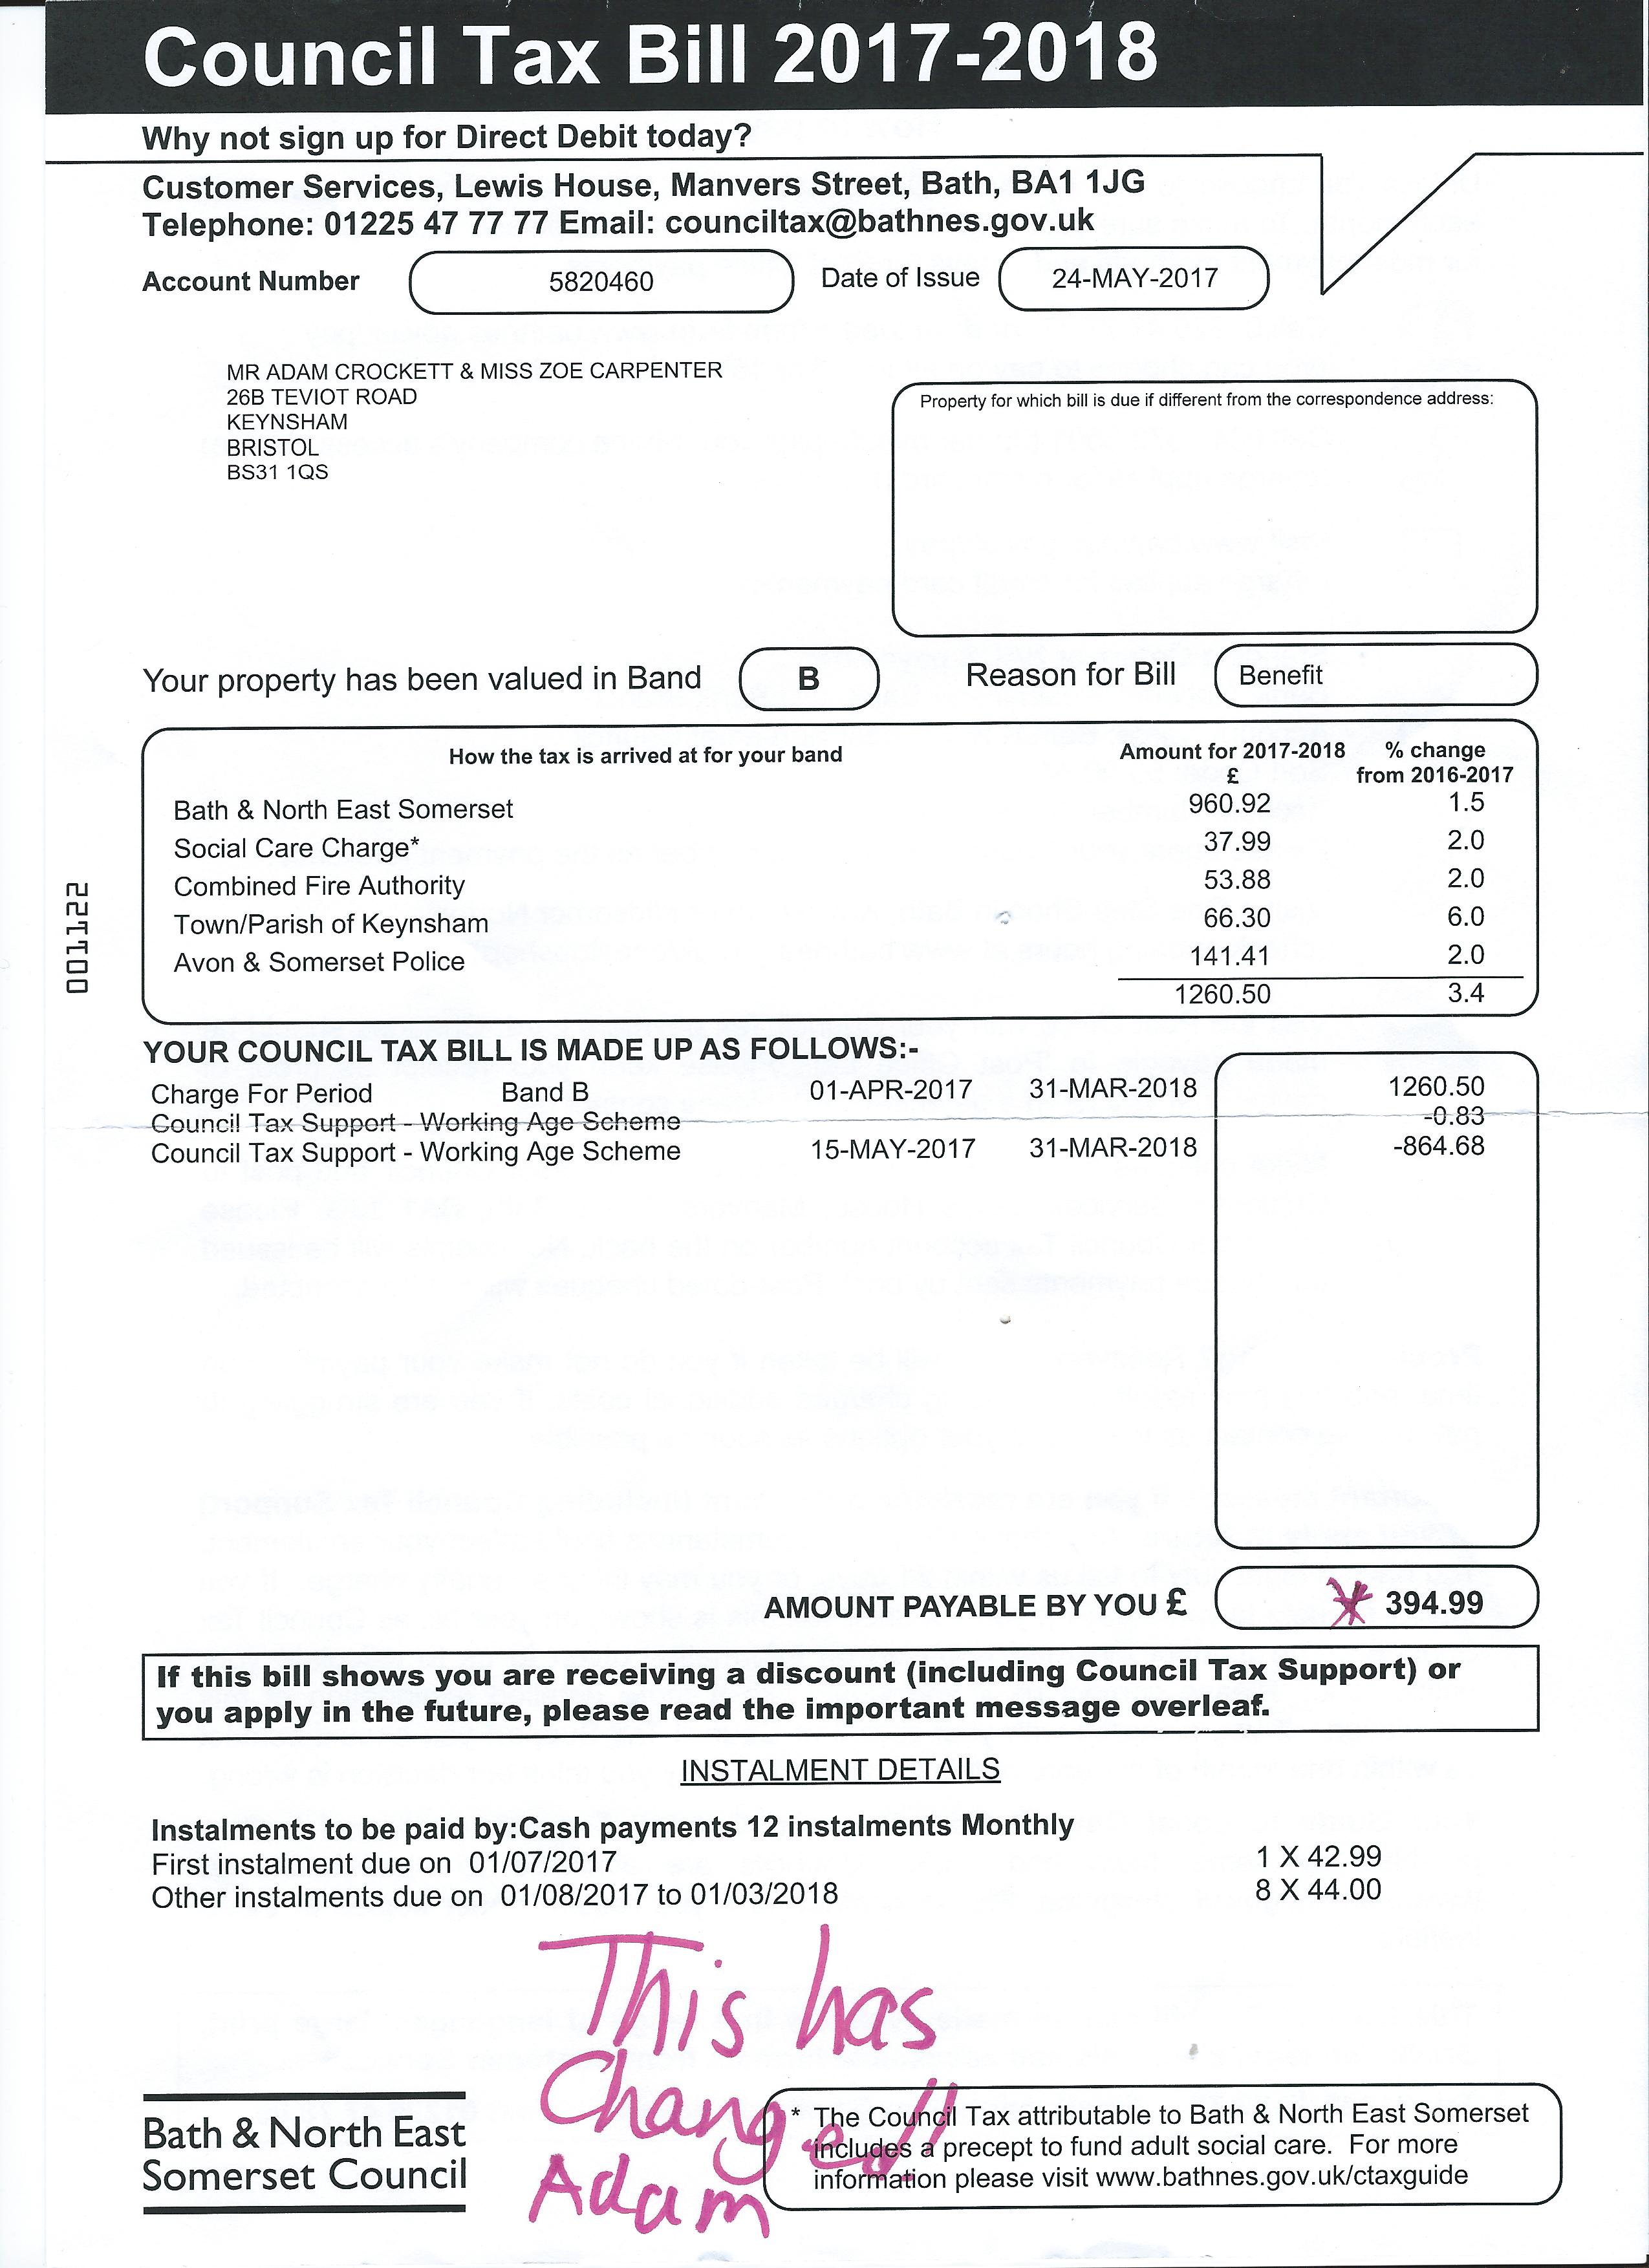 Council Tax Bill 2017-2018
Why not sign up for Direct Debit today?
Customer Services, Lewis House, Manvers Street, Bath, BA1 1JG
Telephone: 01225 47 77 77 Email: counciltax@bathnes.gov.uk
Account Number 5820460 Date of Issue 24-MAY-2017
MR ADAM CROCKETT & MISS ZOE CARPENTER
26B TEVIOT ROAD
KEYNSHAM
BRISTOL
BS31 1QS
Property for which bill is due if different from the correspondence address:
Your property has been valued in Band B Reason for Bill Benefit
How the tax is arrived at for your band Amount for 2017-2018 % change
£ from 2016-2017
Bath & North East Somerset 960.92 1.5
Social Care Charge* 37.99 2.0
Combined Fire Authority 53.88 2.0
Town/Parish of Keynsham 66.30 6.0
Avon & Somerset Police 141.41 2.0
1260.50 3.4
001122
YOUR COUNCIL TAX BILL IS MADE UP AS FOLLOWS:-
Charge For Period Band B 01-APR-2017 31-MAR-2018 1260.50
Council Tax Support - Working Age Scheme -0.83
Council Tax Support - Working Age Scheme 15-MAY-2017 31-MAR-2018 -864.68
AMOUNT PAYABLE BY YOU £ 394.99
If this bill shows you are receiving a discount (including Council Tax Support) or
you apply in the future, please read the important message overleaf.
INSTALMENT DETAILS
Instalments to be paid by:Cash payments 12 instalments Monthly
First instalment due on 01/07/2017 1 X 42.99
Other instalments due on 01/08/2017 to 01/03/2018 8 X 44.00
This has
Changed!!
Adam
Bath & North East
Somerset Council
* The Council Tax attributable to Bath & North East Somerset
includes a precept to fund adult social care. For more
information please visit www.bathnes.gov.uk/ctaxguide